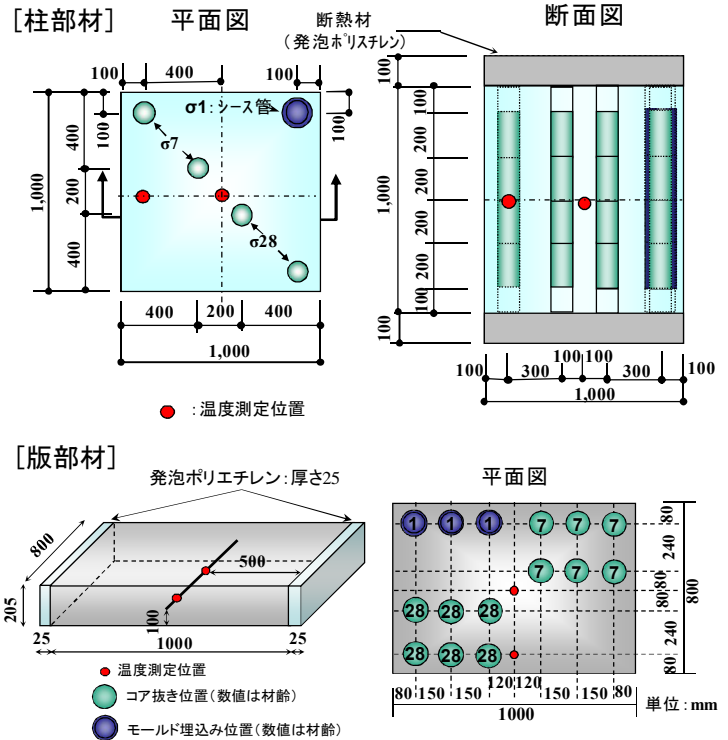 [柱部材]
平面図
断熱材
(発泡ポリスチレン)
断面図
100
400
100
σ1:シース管
σ7
σ28
100
400
100
200
400
1,000
100
400
200
400
1,000
●:温度測定位置
100
100
200
200
200
200
100
100
1,000
100
300
100
100
300
100
1,000
[版部材]
発泡ポリエチレン:厚さ25
800
500
205
100
25
1000
25
● 温度測定位置
コア抜き位置(数値は材齢)
モールド埋込み位置(数値は材齢)
平面図
1 1 1 7 7 7
7 7 7
28 28 28
28 28 28
80
240
80
80
240
80
800
80 150 150 120 120 150 150 80
1000
単位:mm